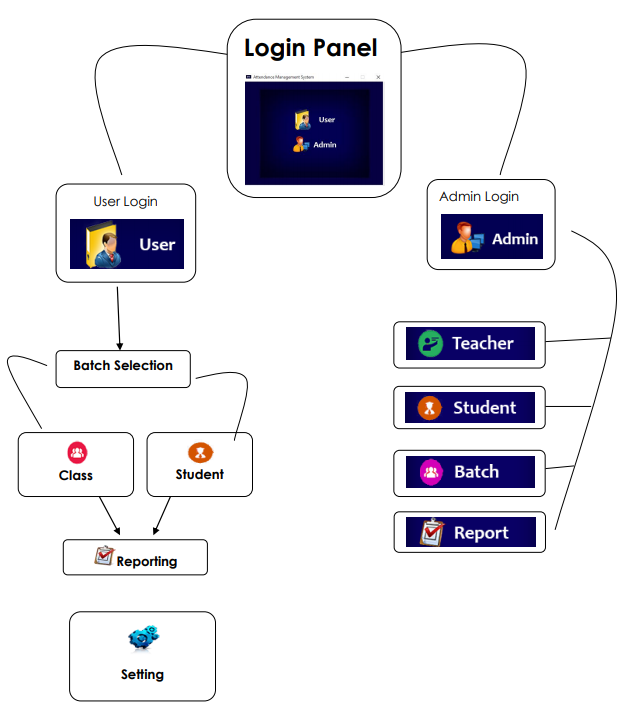 Login Panel
Attendence Management System
User
Admin
User Login
User
Admin Login
Admin
Teacher
Student
Batch
Report
Batch Selection
Class
Student
Reporting
Setting